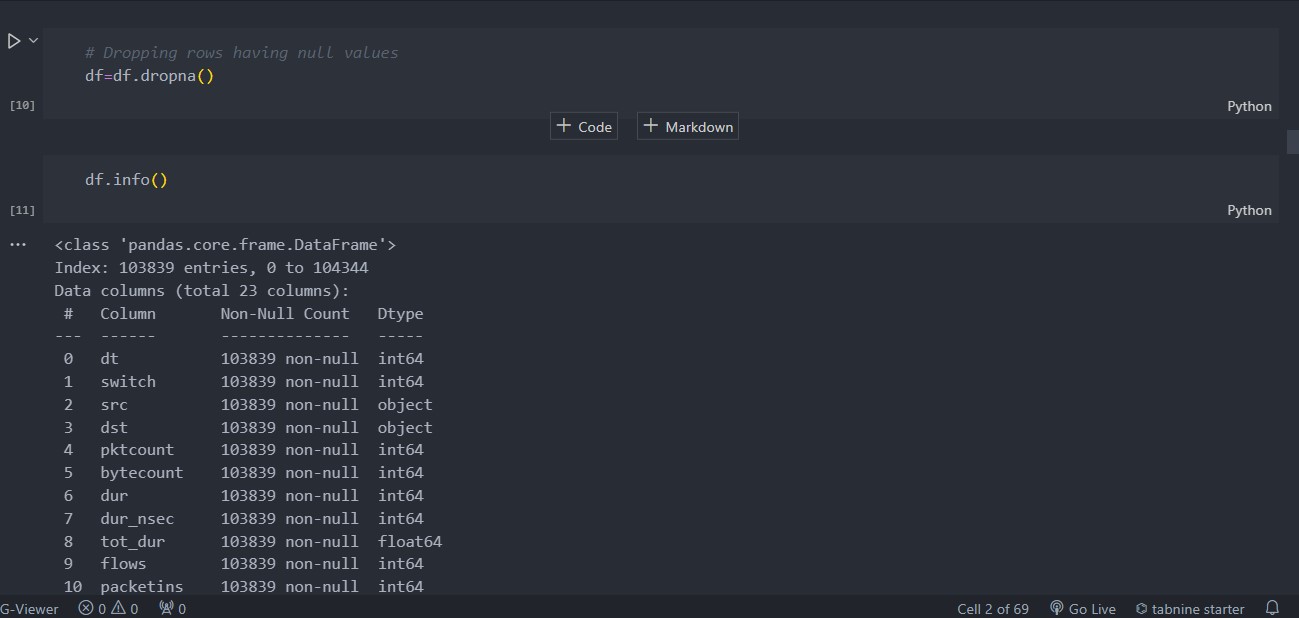 # Dropping rows having null values
df=df.dropna()
[10]
Python
+ Code + Markdown
df.info()
[11]
Python
... <class 'pandas.core.frame.DataFrame'>
Index: 103839 entries, 0 to 104344
Data columns (total 23 columns):
# Column Non-Null Count Dtype
--- ------ -------------- -----
0 dt 103839 non-null int64
1 switch 103839 non-null int64
2 src 103839 non-null object
3 dst 103839 non-null object
4 pktcount 103839 non-null int64
5 bytecount 103839 non-null int64
6 dur 103839 non-null int64
7 dur_nsec 103839 non-null int64
8 tot_dur 103839 non-null float64
9 flows 103839 non-null int64
10 packetins 103839 non-null int64
G-Viewer 0 0 0 Cell 2 of 69 Go Live tabnine starter